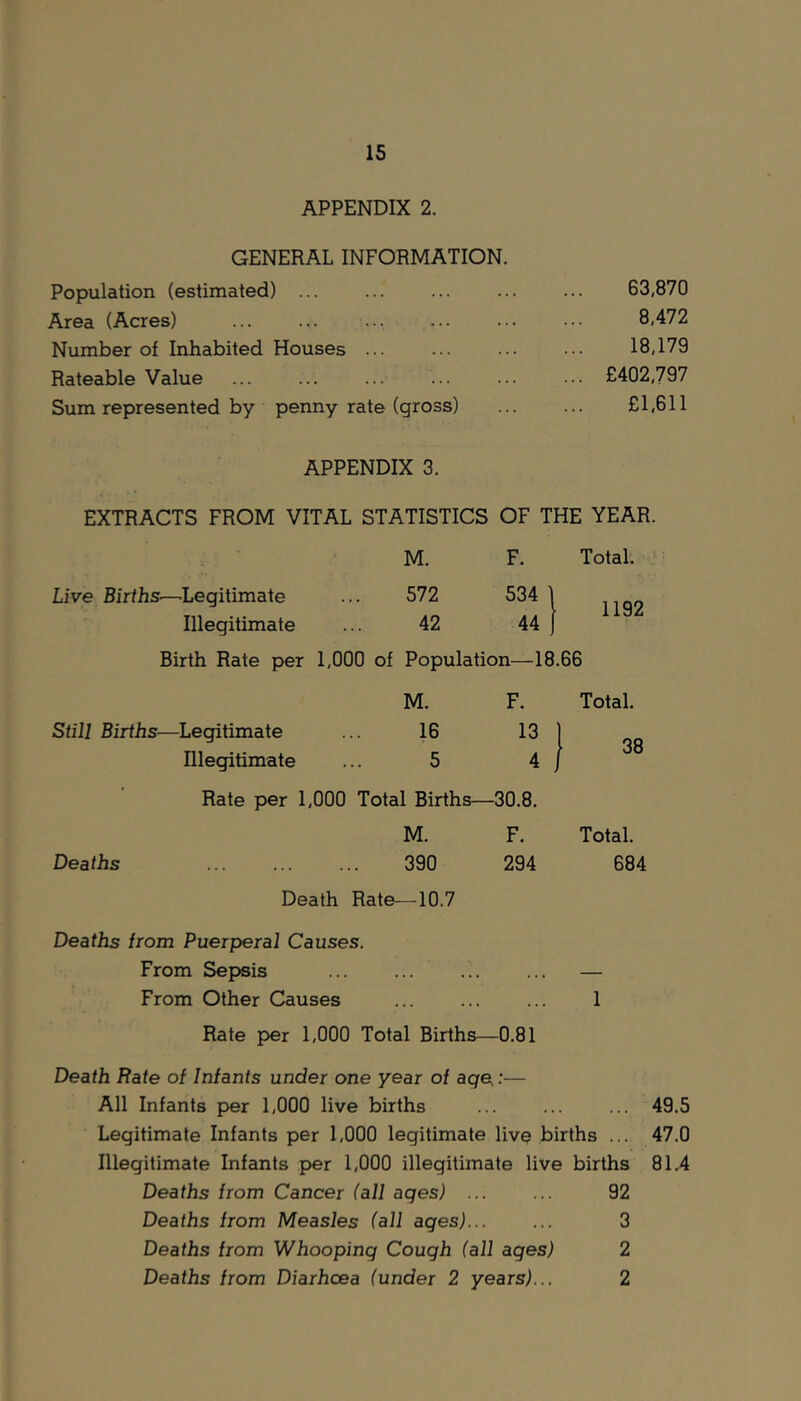 15
APPENDIX 2.
GENERAL INFORMATION.
Population (estimated) ... ... ... ... ... 63,870
Area (Acres) ... ... ... ... ... ... 8,472
Number of Inhabited Houses ... ... ... ... 18,179
Rateable Value ... ... ... ... ... ... £402,797
Sum represented by penny rate (gross) ... ... £1,611
APPENDIX 3.
EXTRACTS FROM VITAL STATISTICS OF THE YEAR.
M. F. Total.
Live Births—Legitimate ... 572 534 } 1192
Illegitimate ... 42 44
Birth Rate per 1,000 of Population—18.66
M. F. Total.
Still Births—Legitimate ... 16 13 } 38
Illegitimate ... 5 4
Rate per 1,000 Total Births—30.8.
M. F. Total.
Deaths ... ... ... 390 294 684
Death Rate—10.7
Deaths from Puerperal Causes.
From Sepsis ... ... ... ... —
From Other Causes ... ... ... 1
Rate per 1,000 Total Births—0.81
Death Rate of Infants under one year of age,:—
All Infants per 1,000 live births ... ... ... 49.5
Legitimate Infants per 1,000 legitimate live births ... 47.0
Illegitimate Infants per 1,000 illegitimate live births 81.4
Deaths from Cancer (all ages) ... ... 92
Deaths from Measles (all ages)... ... 3
Deaths from Whooping Cough (all ages) 2
Deaths from Diarhoea (under 2 years)... 2